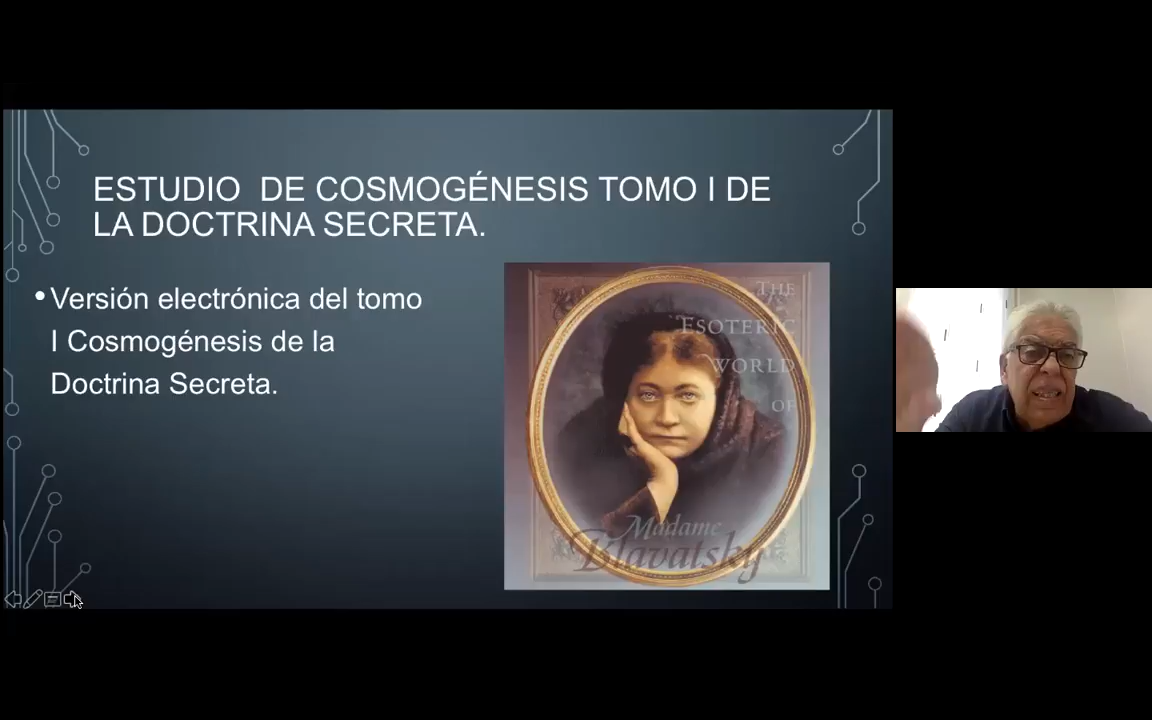 ESTUDIO  DE COSMOGÉNESIS TOMO I DE
LA DOCTRINA SECRETA.
• Versión electrónica del tomo
I Cosmogénesis de la
Doctrina Secreta.
THE
ESOTERIC
WORLD
OF
Madame
Blavatsky